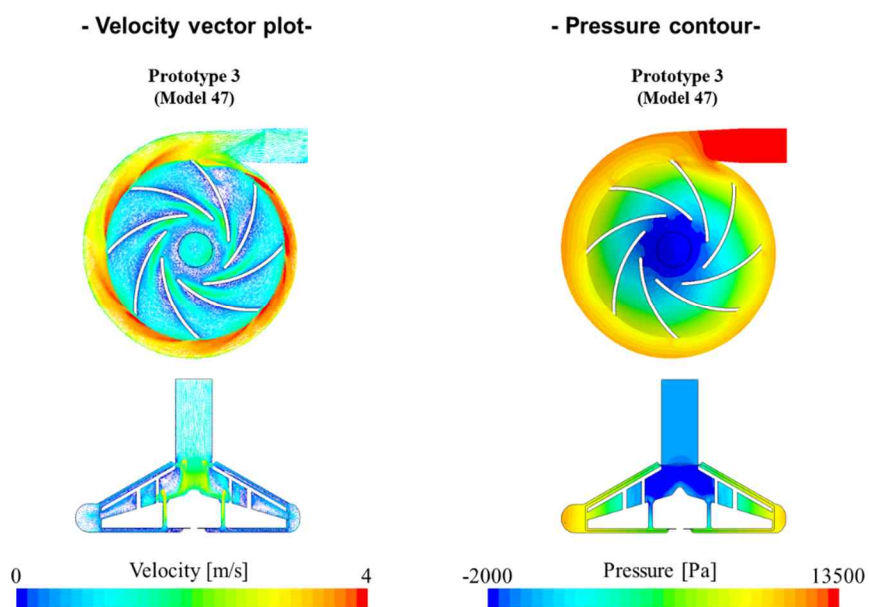 - Velocity vector plot-
Prototype 3
(Model 47)
0
Velocity [m/s]
4
- Pressure contour-
Prototype 3
(Model 47)
-2000
Pressure [Pa]
13500